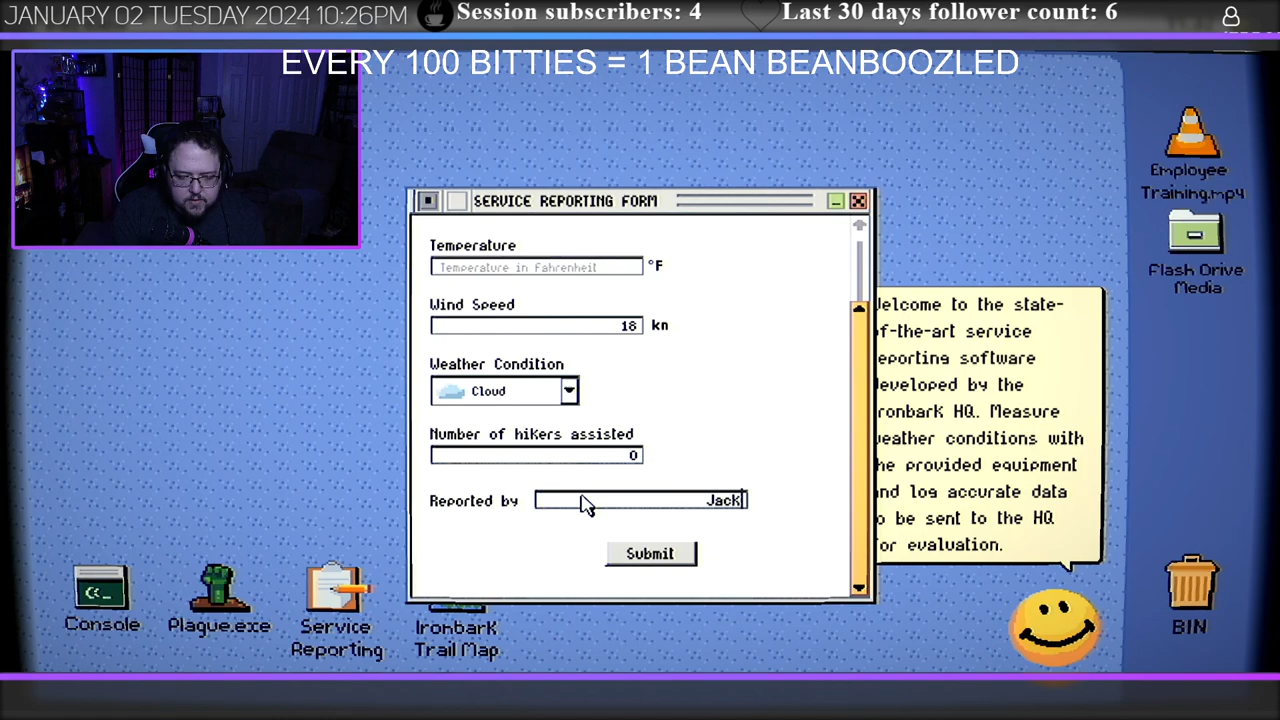 JANUARY 02 TUESDAY 2024 10:26PM
Session subscribers: 4
Last 30 days follower count: 6
EVERY 100 BITTIES = 1 BEAN BEANBOOZLED
Employee
Training.mp4
Flash Drive
Media
SERVICE REPORTING FORM
Temperature
Temperature in Fahrenheit
°F
Wind Speed
18 kn
Weather Condition
Cloud
Number of hikers assisted
0
Reported by Jack
Submit
Welcome to the state-
of-the-art service
reporting software
developed by the
Ironbark HQ. Measure
weather conditions with
the provided equipment
and log accurate data
to be sent to the HQ
for evaluation.
Console
Plague.exe
Service
Reporting
Ironbark
Trail Map
BIN